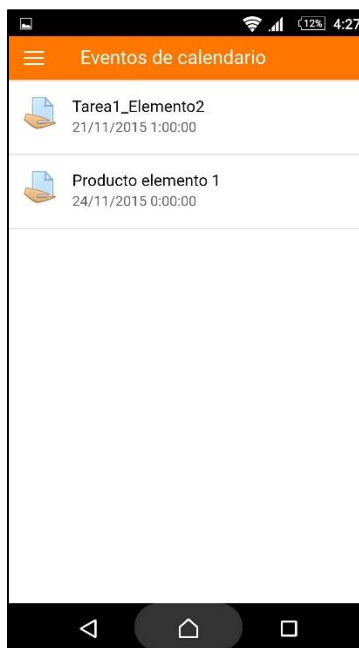 12% 4:27
Eventos de calendario
Tarea1_Elemento2
21/11/2015 1:00:00
Producto elemento 1
24/11/2015 0:00:00